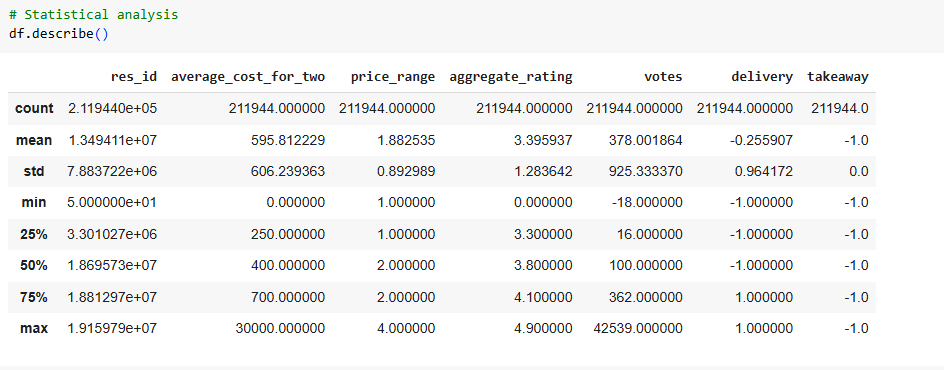 # Statistical analysis
df.describe()
res_id average_cost_for_two price_range aggregate_rating votes delivery takeaway
count 2.119440e+05 211944.000000 211944.000000 211944.000000 211944.000000 211944.000000 211944.0
mean 1.349411e+07 595.812229 1.882535 3.395937 378.001864 -0.255907 -1.0
std 7.883722e+06 606.239363 0.892989 1.283642 925.333370 0.964172 0.0
min 5.000000e+01 0.000000 1.000000 0.000000 -18.000000 -1.000000 -1.0
25% 3.301027e+06 250.000000 1.000000 3.300000 16.000000 -1.000000 -1.0
50% 1.869573e+07 400.000000 2.000000 3.800000 100.000000 -1.000000 -1.0
75% 1.881297e+07 700.000000 2.000000 4.100000 362.000000 1.000000 -1.0
max 1.915979e+07 30000.000000 4.000000 4.900000 42539.000000 1.000000 -1.0